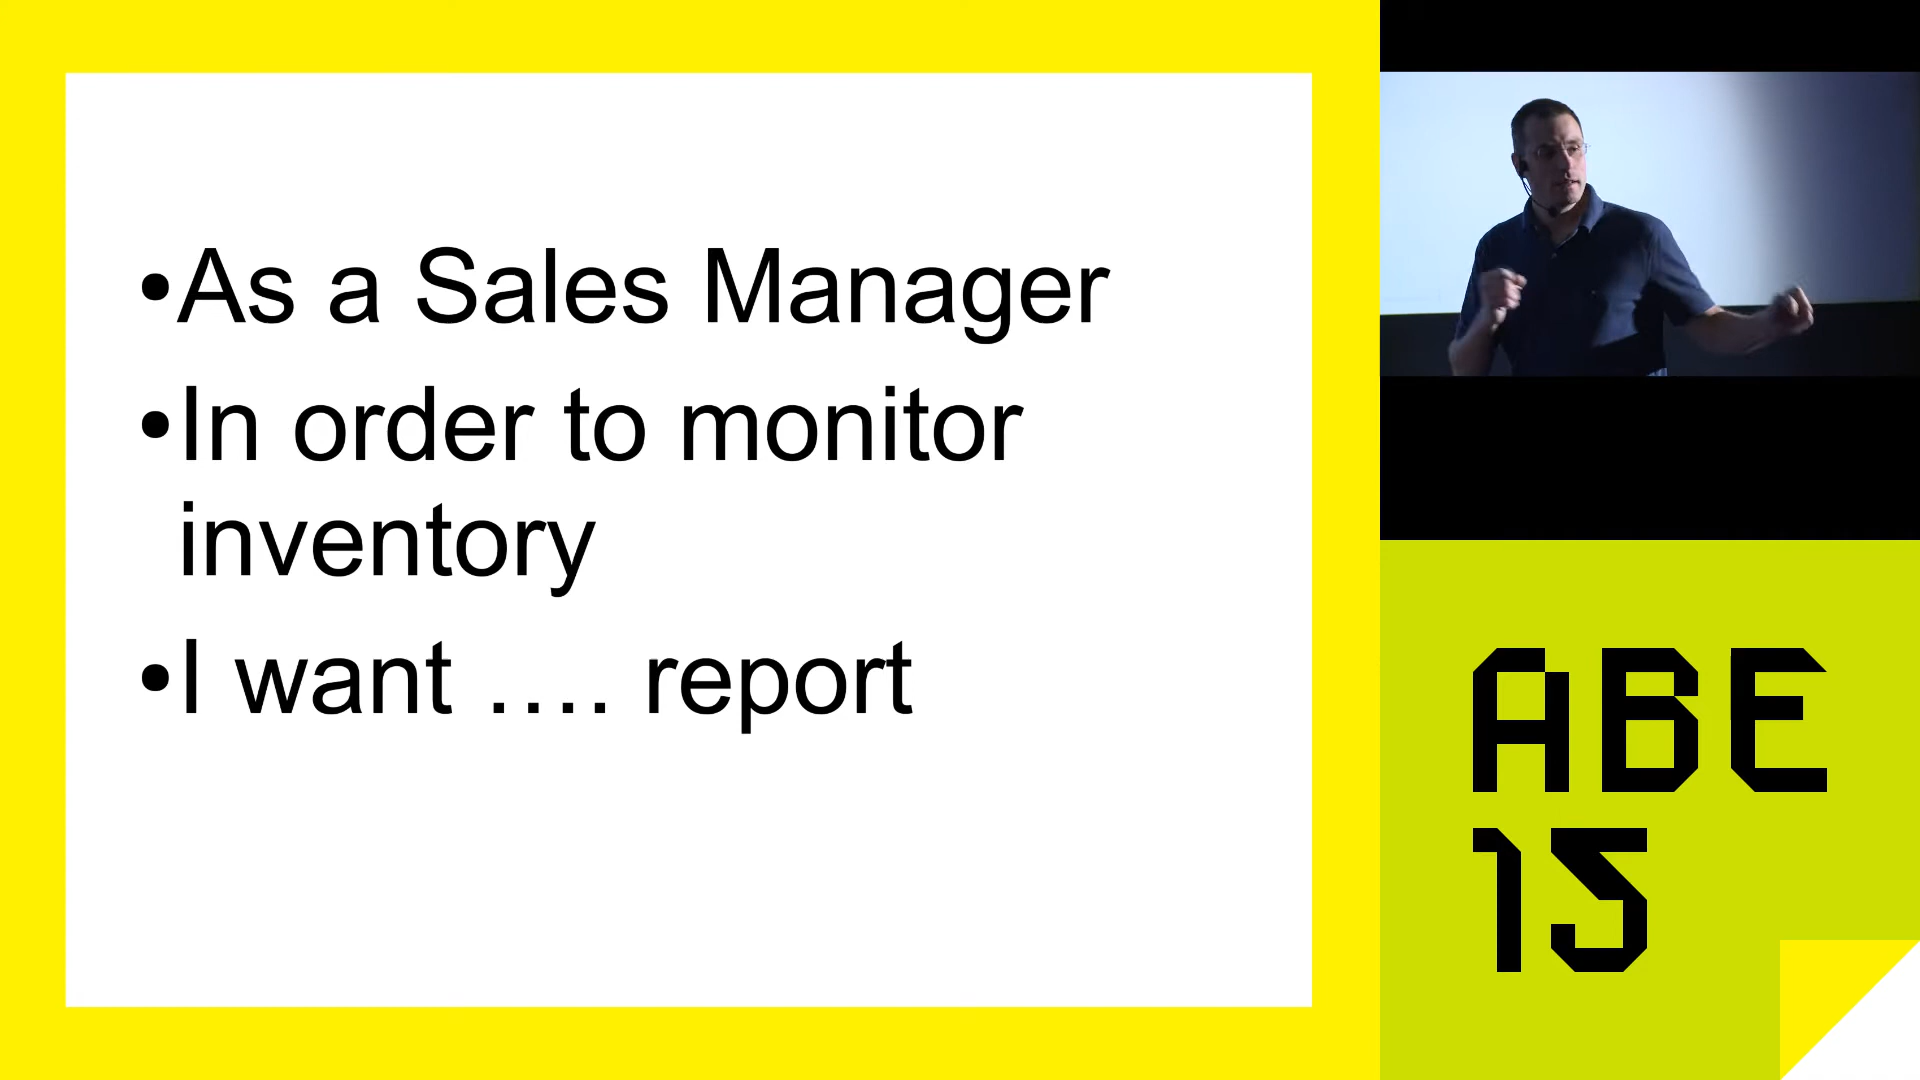 •As a Sales Manager
•In order to monitor
inventory
•I want .... report
ABE
15